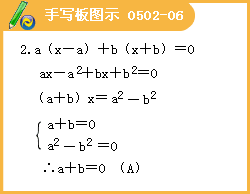 手写板图示 0502-06
2.a（x－a）＋b（x＋b）＝0
ax－a²＋bx＋b²＝0
（a＋b）x＝a²－b²
a＋b＝0
a²－b²＝0
∴a＋b＝0 （A）